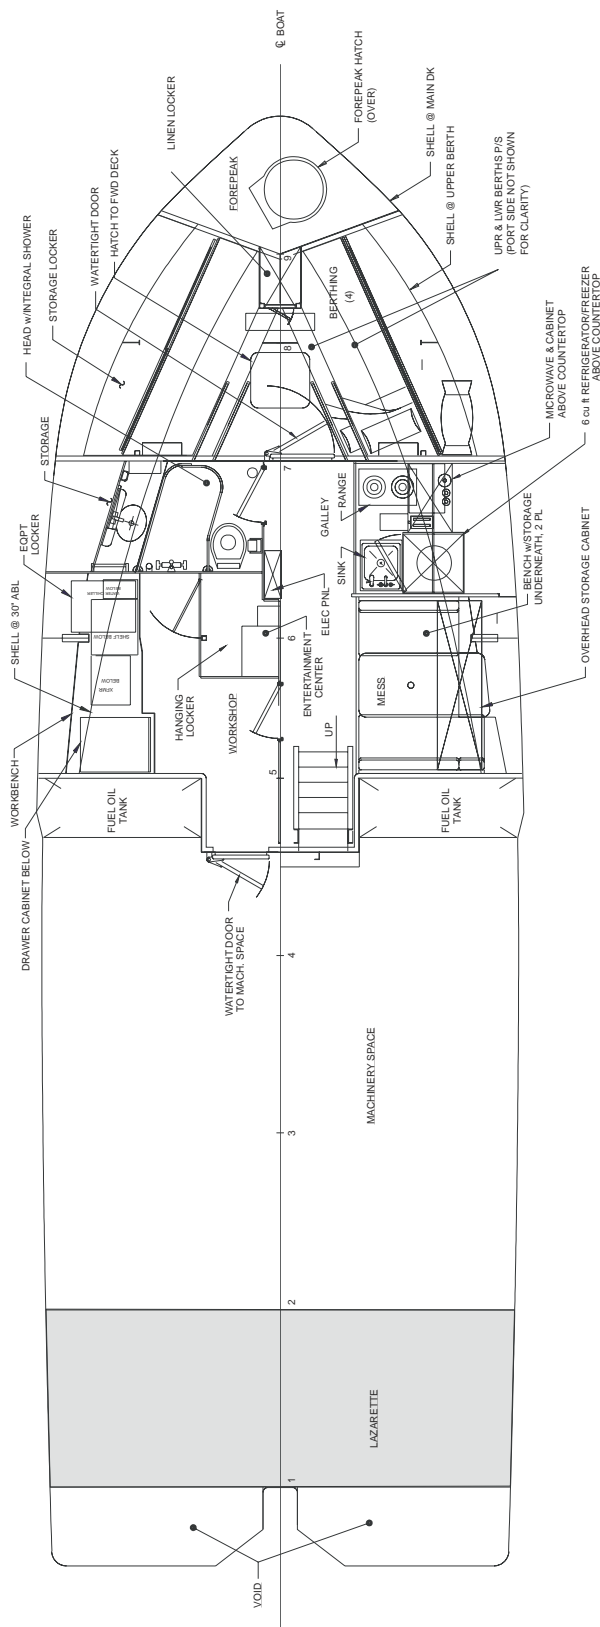 ℄ BOAT
LINEN LOCKER
FOREPEAK HATCH
(OVER)
SHELL @ MAIN DK
FOREPEAK
WATERTIGHT DOOR
HATCH TO FWD DECK
SHELL @ UPPER BERTH
UPR & LWR BERTHS P/S
(PORT SIDE NOT SHOWN
FOR CLARITY)
HEAD w/INTEGRAL SHOWER
STORAGE LOCKER
9
BERTHING
(4)
8
MICROWAVE & CABINET
ABOVE COUNTERTOP
6 cu ft REFRIGERATOR/FREEZER
ABOVE COUNTERTOP
STORAGE
7
GALLEY
RANGE
SINK
BENCH w/STORAGE
UNDERNEATH, 2 PL
EQPT
LOCKER
SHELL @ 30" ABL
WATER CHILLER
BELOW
SHELF BELOW
XFMR
BELOW
6
ELEC PNL
OVERHEAD STORAGE CABINET
HANGING
LOCKER
ENTERTAINMENT
CENTER
MESS
WORKSHOP
UP
WORKBENCH
DRAWER CABINET BELOW
5
FUEL OIL
TANK
FUEL OIL
TANK
WATERTIGHT DOOR
TO MACH. SPACE
4
MACHINERY SPACE
3
2
LAZARETTE
1
VOID